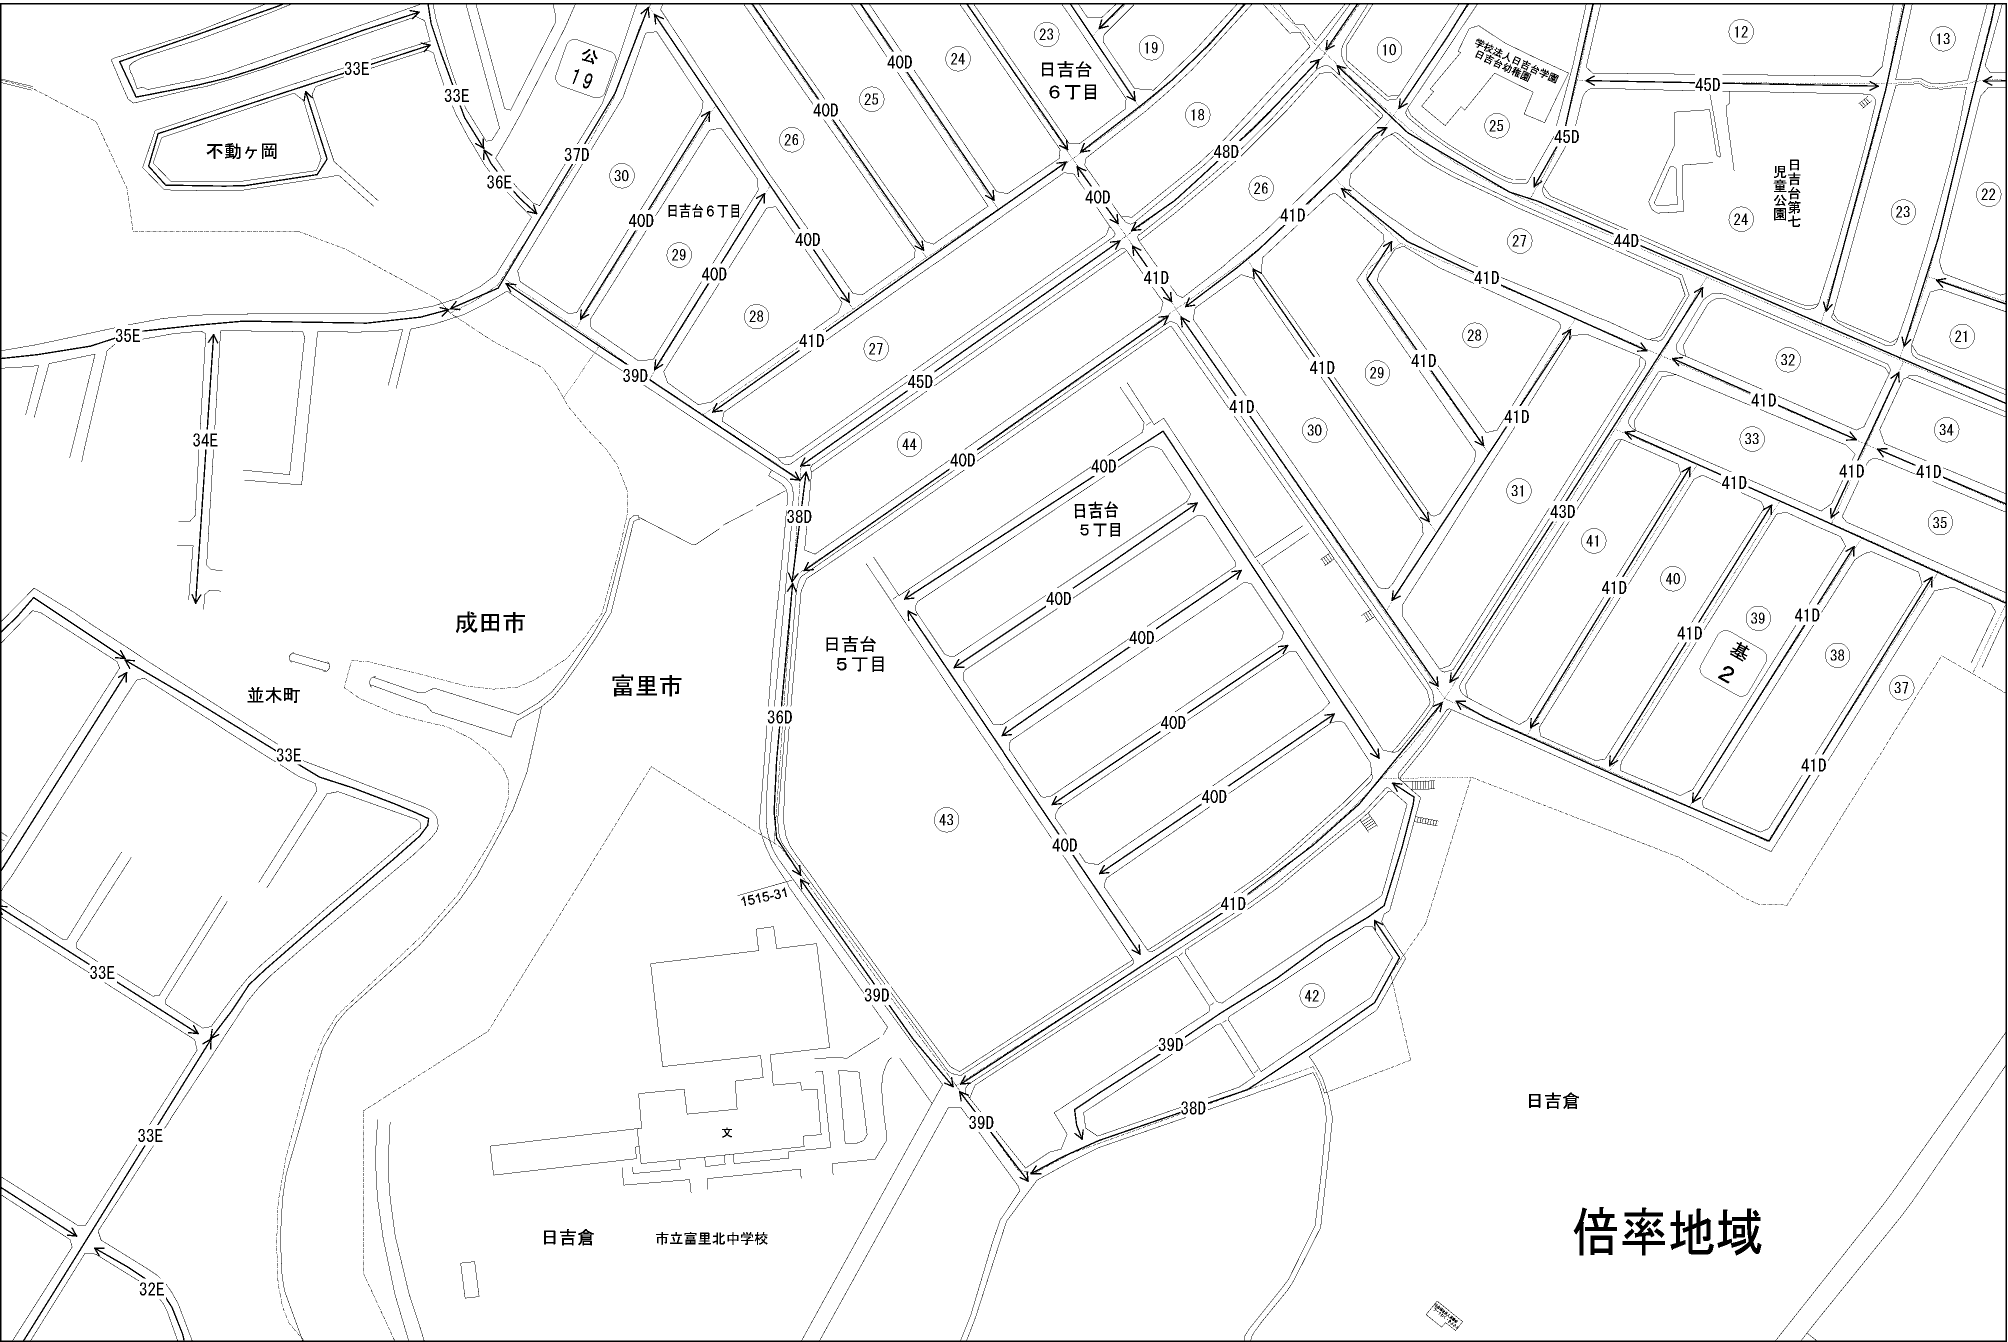 23
19
10
12
13
公
19
24
日吉台
６丁目
学校法人日吉台学園
日吉台幼稚園
40D
33E
25
40D
18
45D
33E
40D
26
25
37D
45D
不動ヶ岡
30
48D
日吉台第七
児童公園
36E
26
22
40D
日吉台６丁目
40D
41D
24
23
40D
27
44D
29
40D
41D
41D
28
28
35E
41D
27
21
32
41D
41D
39D
45D
29
41D
41D
41D
41D
34E
44
30
33
34
40D
40D
41D
41D
41D
31
38D
日吉台
５丁目
43D
35
41
40
40D
41D
39
41D
成田市
40D
41D
基
2
日吉台
５丁目
38
並木町
富里市
37
36D
40D
33E
41D
40D
43
40D
1515-31
41D
33E
39D
42
39D
日吉倉
38D
39D
文
33E
日吉倉
市立富里北中学校
倍率地域
32E